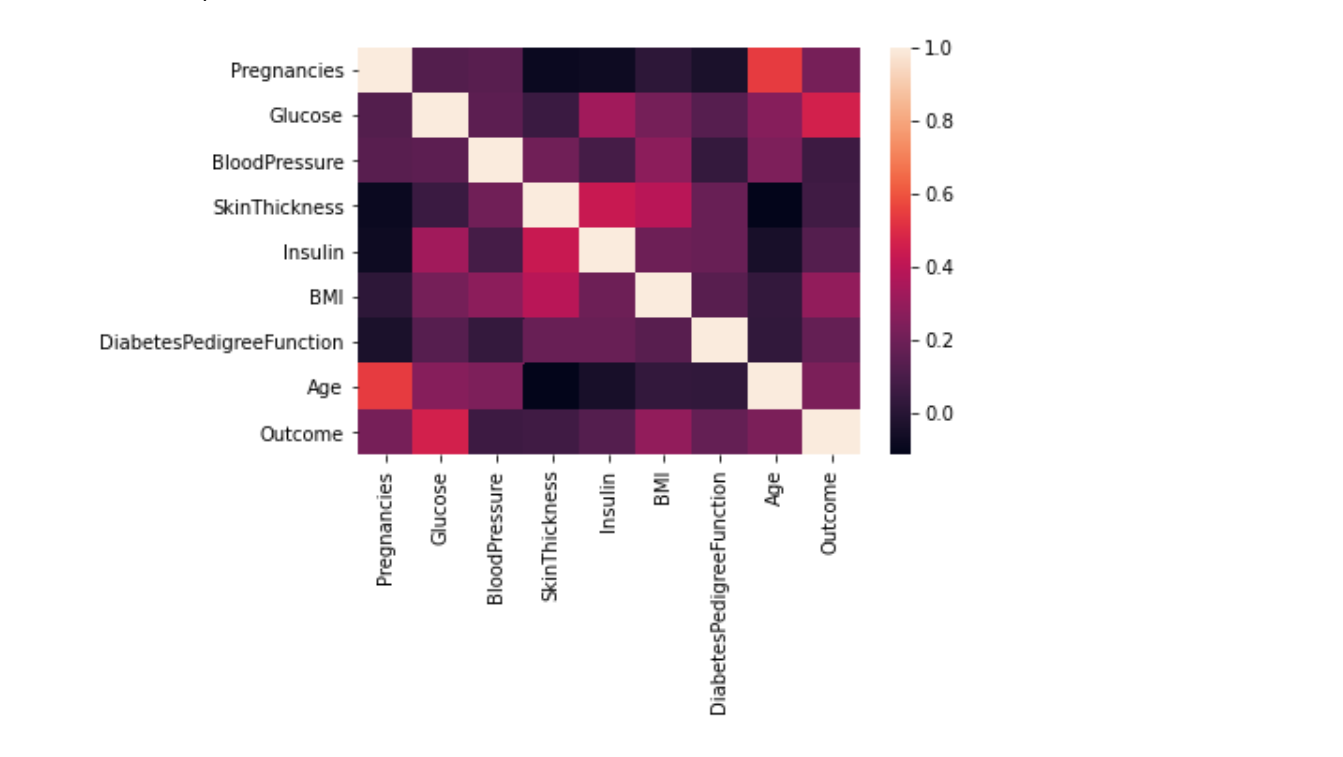 Pregnancies
Glucose
BloodPressure
SkinThickness
Insulin
BMI
DiabetesPedigreeFunction
Age
Outcome
1.0
0.8
0.6
0.4
0.2
0.0
Pregnancies
Glucose
BloodPressure
SkinThickness
Insulin
BMI
DiabetesPedigreeFunction
Age
Outcome